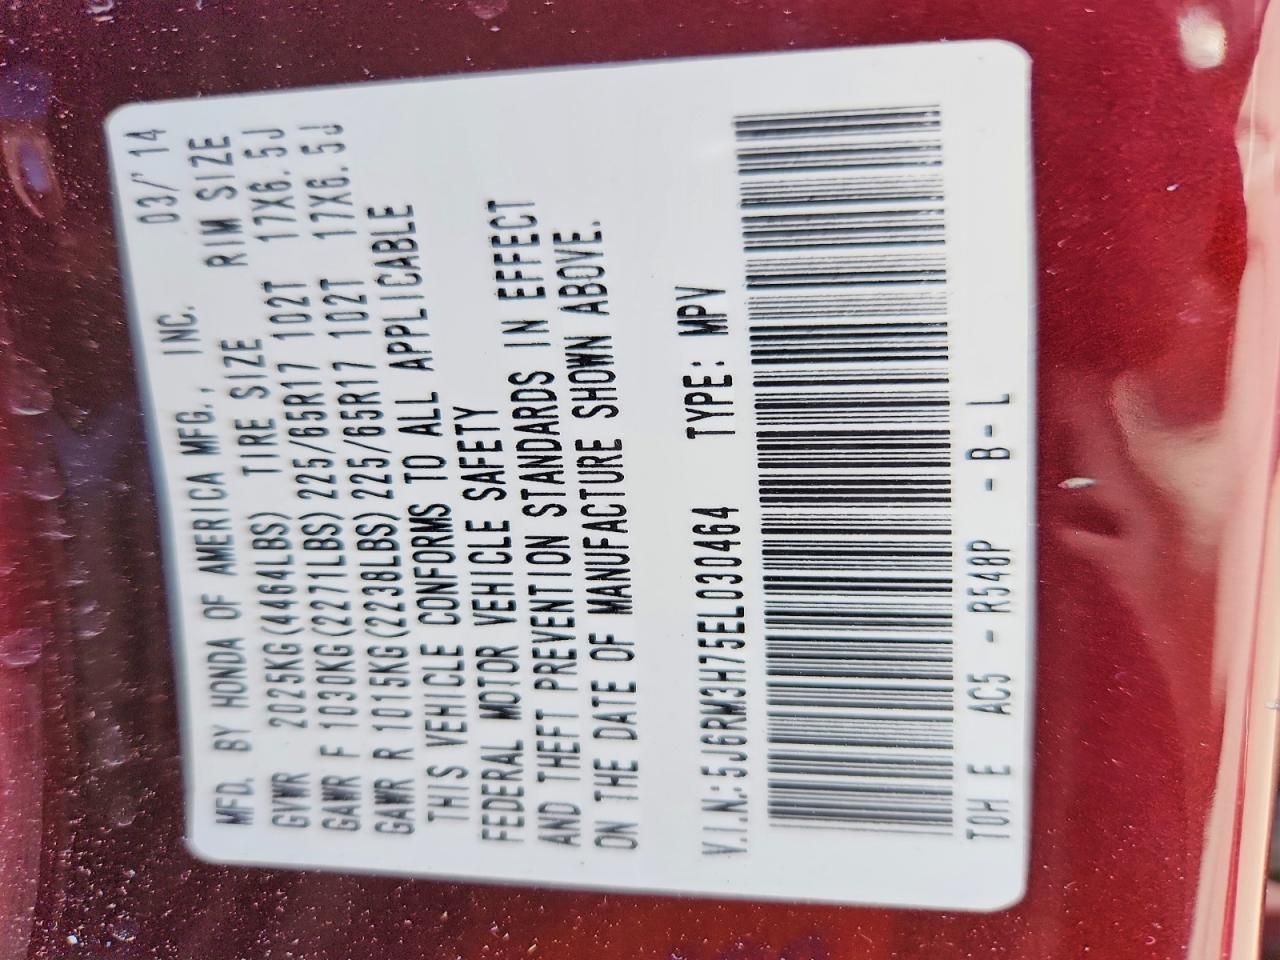 MFD. BY HONDA OF AMERICA MFG., INC. 03/'14
GVWR 2025KG(4464LBS) TIRE SIZE RIM SIZE
GAWR F 1030KG(2271LBS) 225/65R17 102T 17X6.5J
GAWR R 1015KG(2238LBS) 225/65R17 102T 17X6.5J
THIS VEHICLE CONFORMS TO ALL APPLICABLE
FEDERAL MOTOR VEHICLE SAFETY
AND THEFT PREVENTION STANDARDS IN EFFECT
ON THE DATE OF MANUFACTURE SHOWN ABOVE.
V.I.N.:5J6RM3H75EL030464 TYPE: MPV
TOH E AC5 - R548P - B- L